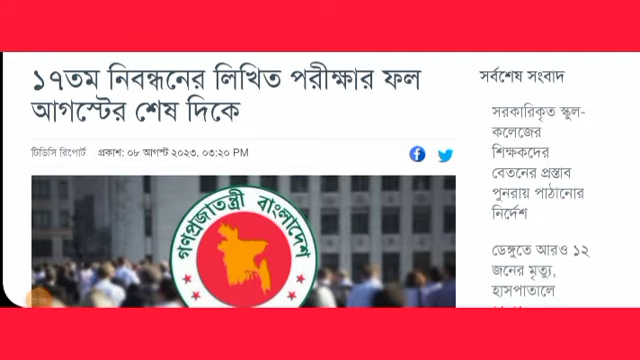 ১৭তম নিবন্ধনের লিখিত পরীক্ষার ফল
আগস্টের শেষ দিকে
টিডিসি রিপোর্ট প্রকাশ: ০৮ আগস্ট ২০২৩, ০৩:২০ PM
গণপ্রজাতন্ত্রী বাংলাদেশ
সর্বশেষ সংবাদ
সরকারিকৃত স্কুল-
কলেজের
শিক্ষকদের
বেতনের প্রস্তাব
পুনরায় পাঠানোর
নির্দেশ
ডেঙ্গুতে আরও ১২
জনের মৃত্যু,
হাসপাতালে